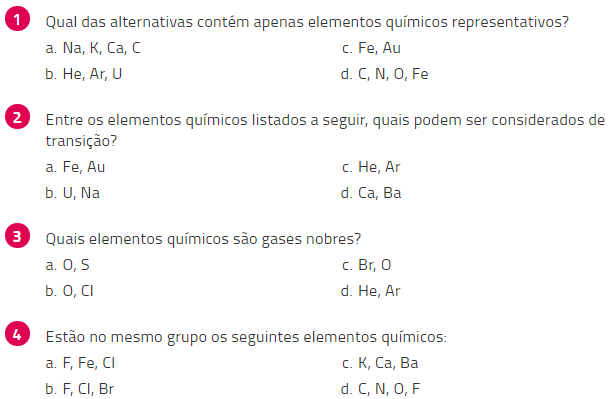 1 Qual das alternativas contém apenas elementos químicos representativos?
a. Na, K, Ca, C
c. Fe, Au
b. He, Ar, U
d. C, N, O, Fe
2 Entre os elementos químicos listados a seguir, quais podem ser considerados de
transição?
a. Fe, Au
c. He, Ar
b. U, Na
d. Ca, Ba
3 Quais elementos químicos são gases nobres?
a. O, S
c. Br, O
b. O, Cl
d. He, Ar
4 Estão no mesmo grupo os seguintes elementos químicos:
a. F, Fe, Cl
c. K, Ca, Ba
b. F, Cl, Br
d. C, N, O, F